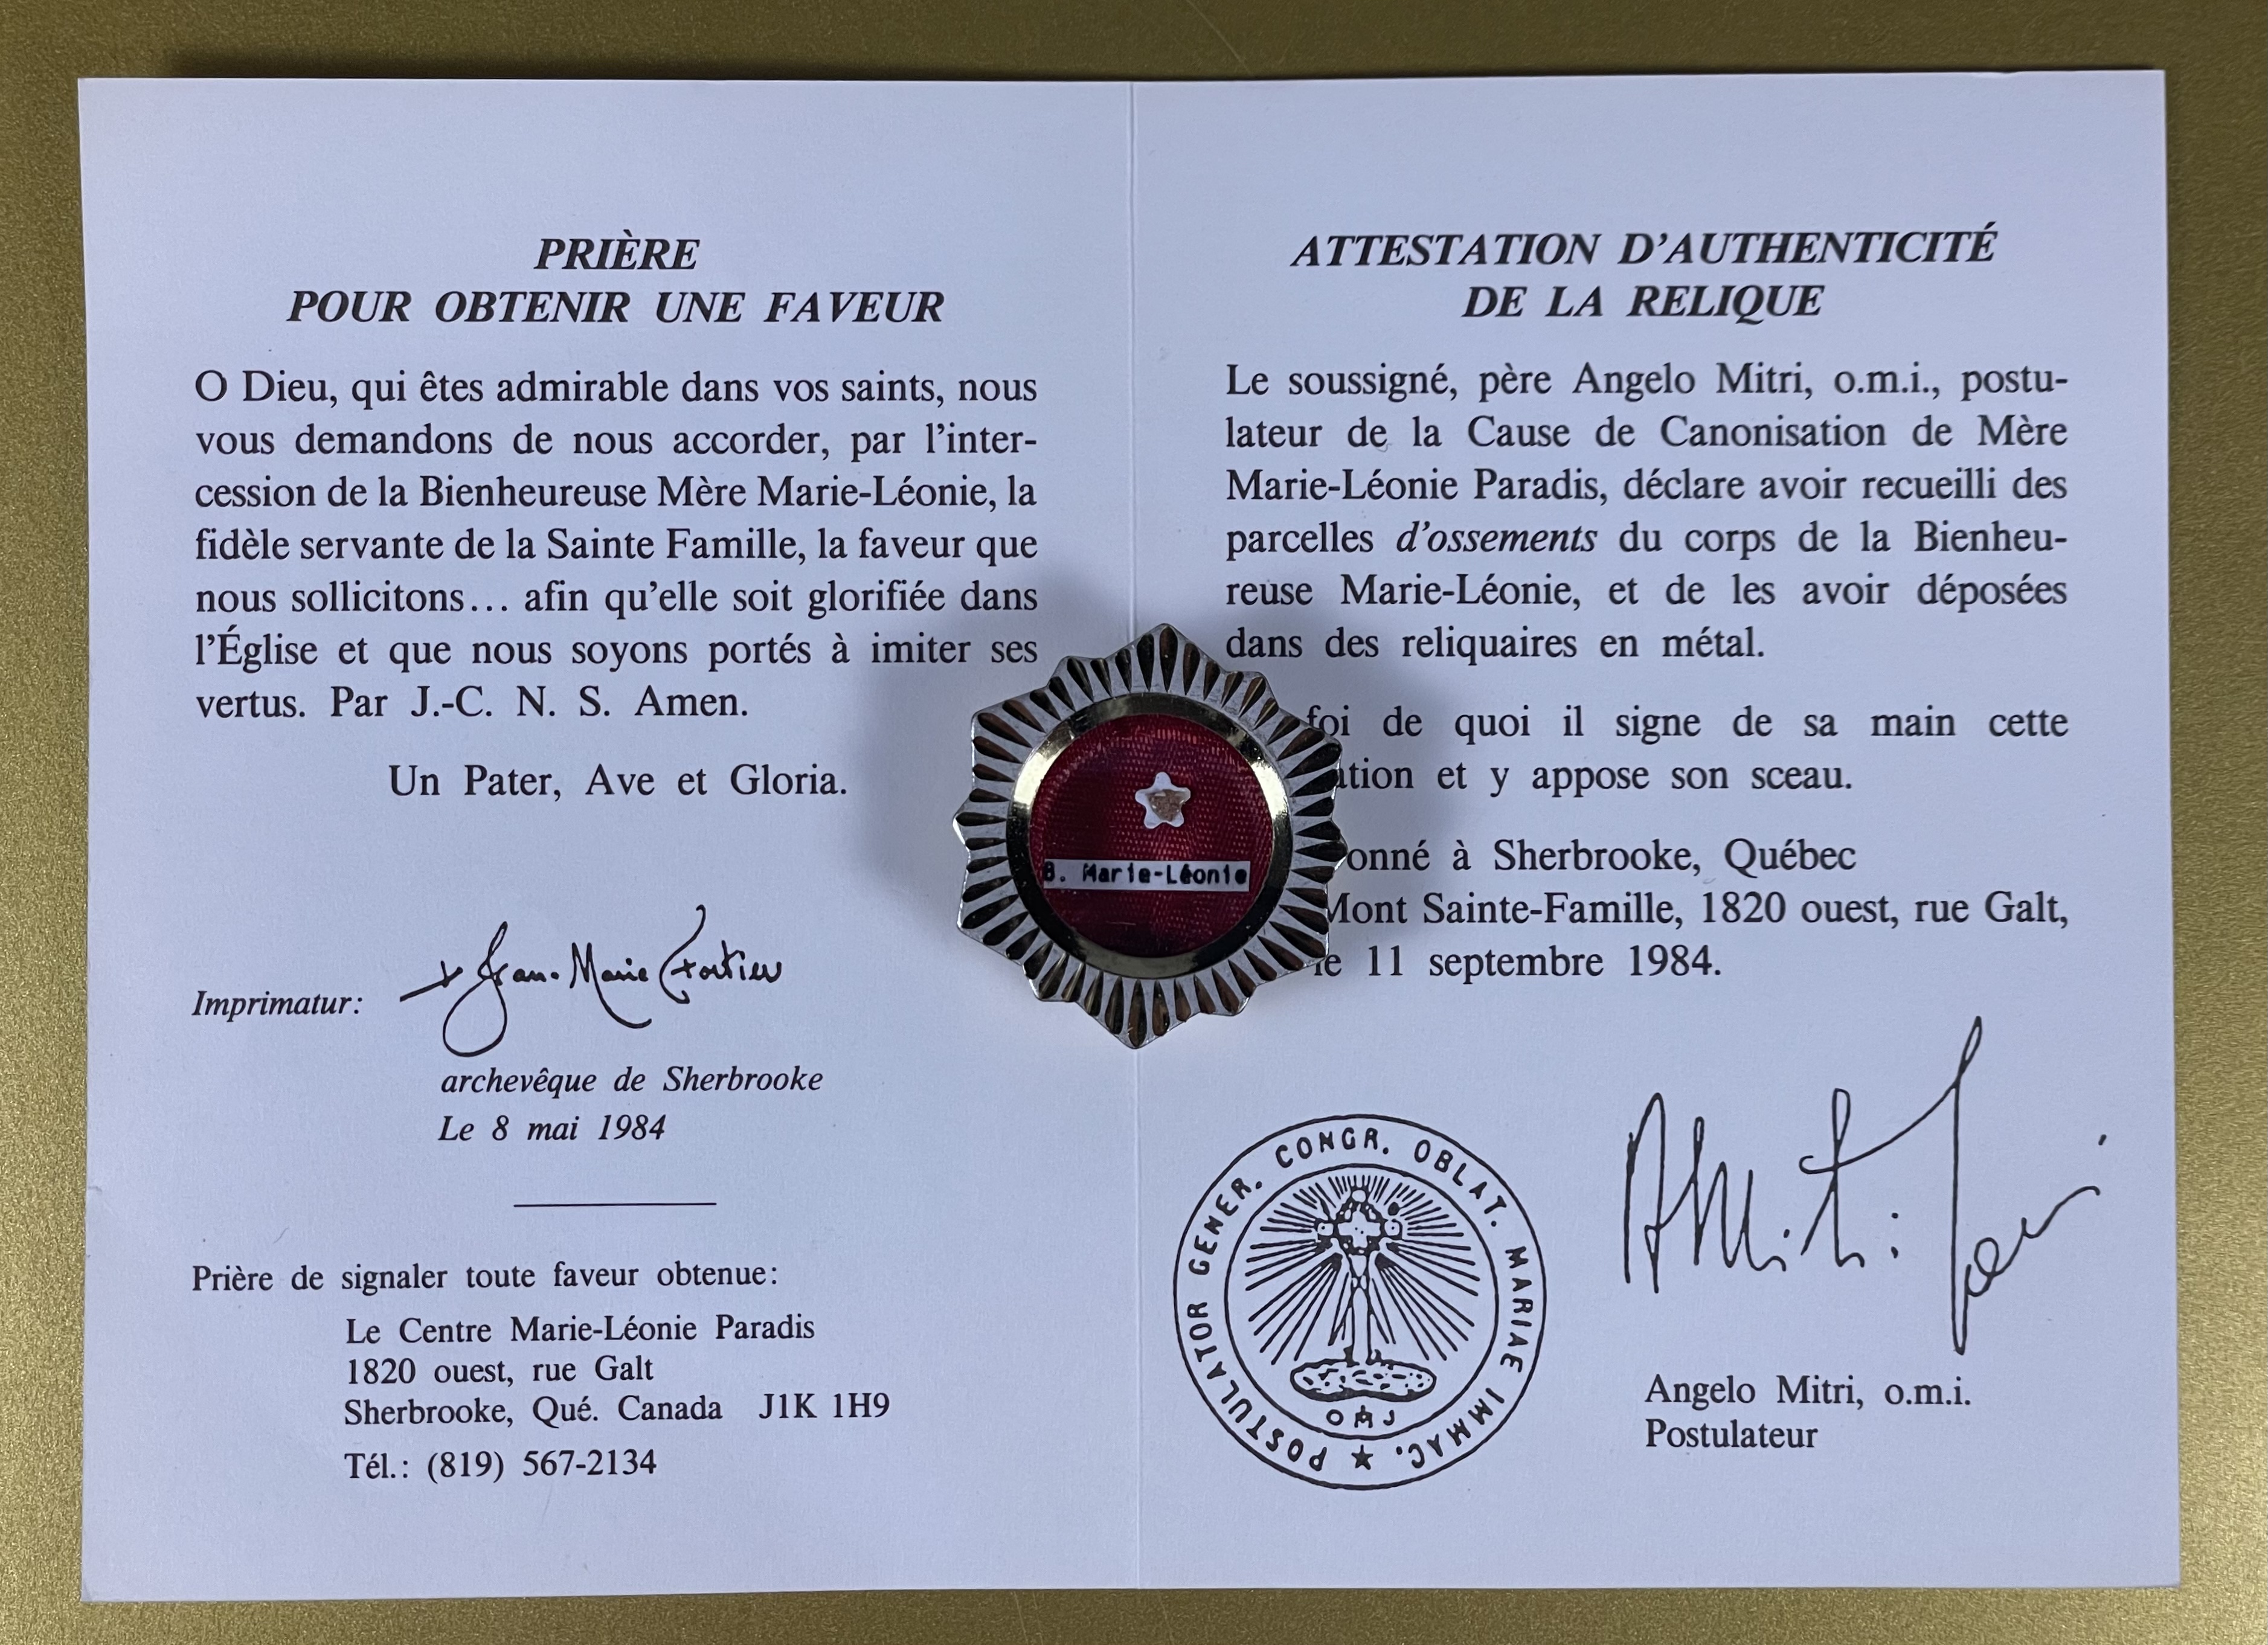 PRIÈRE
POUR OBTENIR UNE FAVEUR
O Dieu, qui êtes admirable dans vos saints, nous
vous demandons de nous accorder, par l'inter-
cession de la Bienheureuse Mère Marie-Léonie, la
fidèle servante de la Sainte Famille, la faveur que
nous sollicitons... afin qu'elle soit glorifiée dans
l'Église et que nous soyons portés à imiter ses
vertus. Par J.-C. N. S. Amen.
Un Pater, Ave et Gloria.
Imprimatur: + Jean-Marie Fortier
archevêque de Sherbrooke
Le 8 mai 1984
Prière de signaler toute faveur obtenue:
Le Centre Marie-Léonie Paradis
1820 ouest, rue Galt
Sherbrooke, Qué. Canada J1K 1H9
Tél.: (819) 567-2134
B. Marie-Léonie
ATTESTATION D'AUTHENTICITÉ
DE LA RELIQUE
Le soussigné, père Angelo Mitri, o.m.i., postu-
lateur de la Cause de Canonisation de Mère
Marie-Léonie Paradis, déclare avoir recueilli des
parcelles d'ossements du corps de la Bienheu-
reuse Marie-Léonie, et de les avoir déposées
dans des reliquaires en métal.
foi de quoi il signe de sa main cette
tion et y appose son sceau.
onné à Sherbrooke, Québec
Mont Sainte-Famille, 1820 ouest, rue Galt,
le 11 septembre 1984.
POSTULATOR GENER. CONGR. OBLAT. MARIAE IMMAC. ★
OMJ
Angelo Mitri, o.m.i.
Postulateur